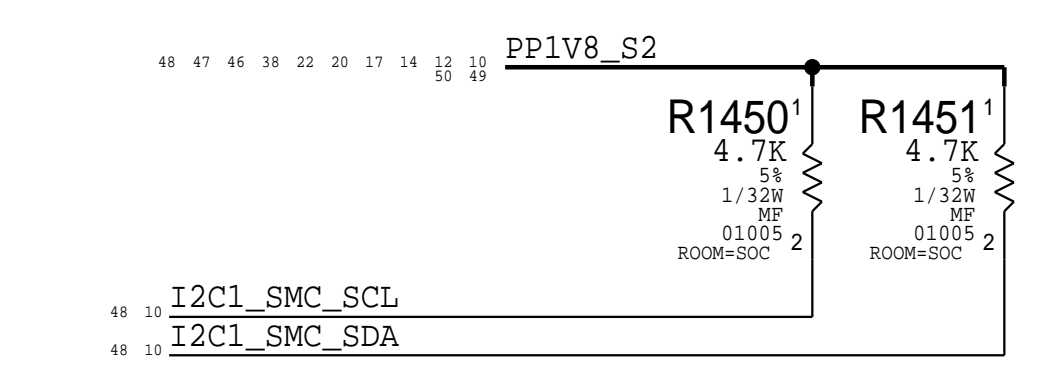 PP1V8_S2
48 47 46 38 22 20 17 14 12 10
50 49
R1450 1
4.7K
5%
1/32W
MF
01005 2
ROOM=SOC
R1451 1
4.7K
5%
1/32W
MF
01005 2
ROOM=SOC
48 10 I2C1_SMC_SCL
48 10 I2C1_SMC_SDA